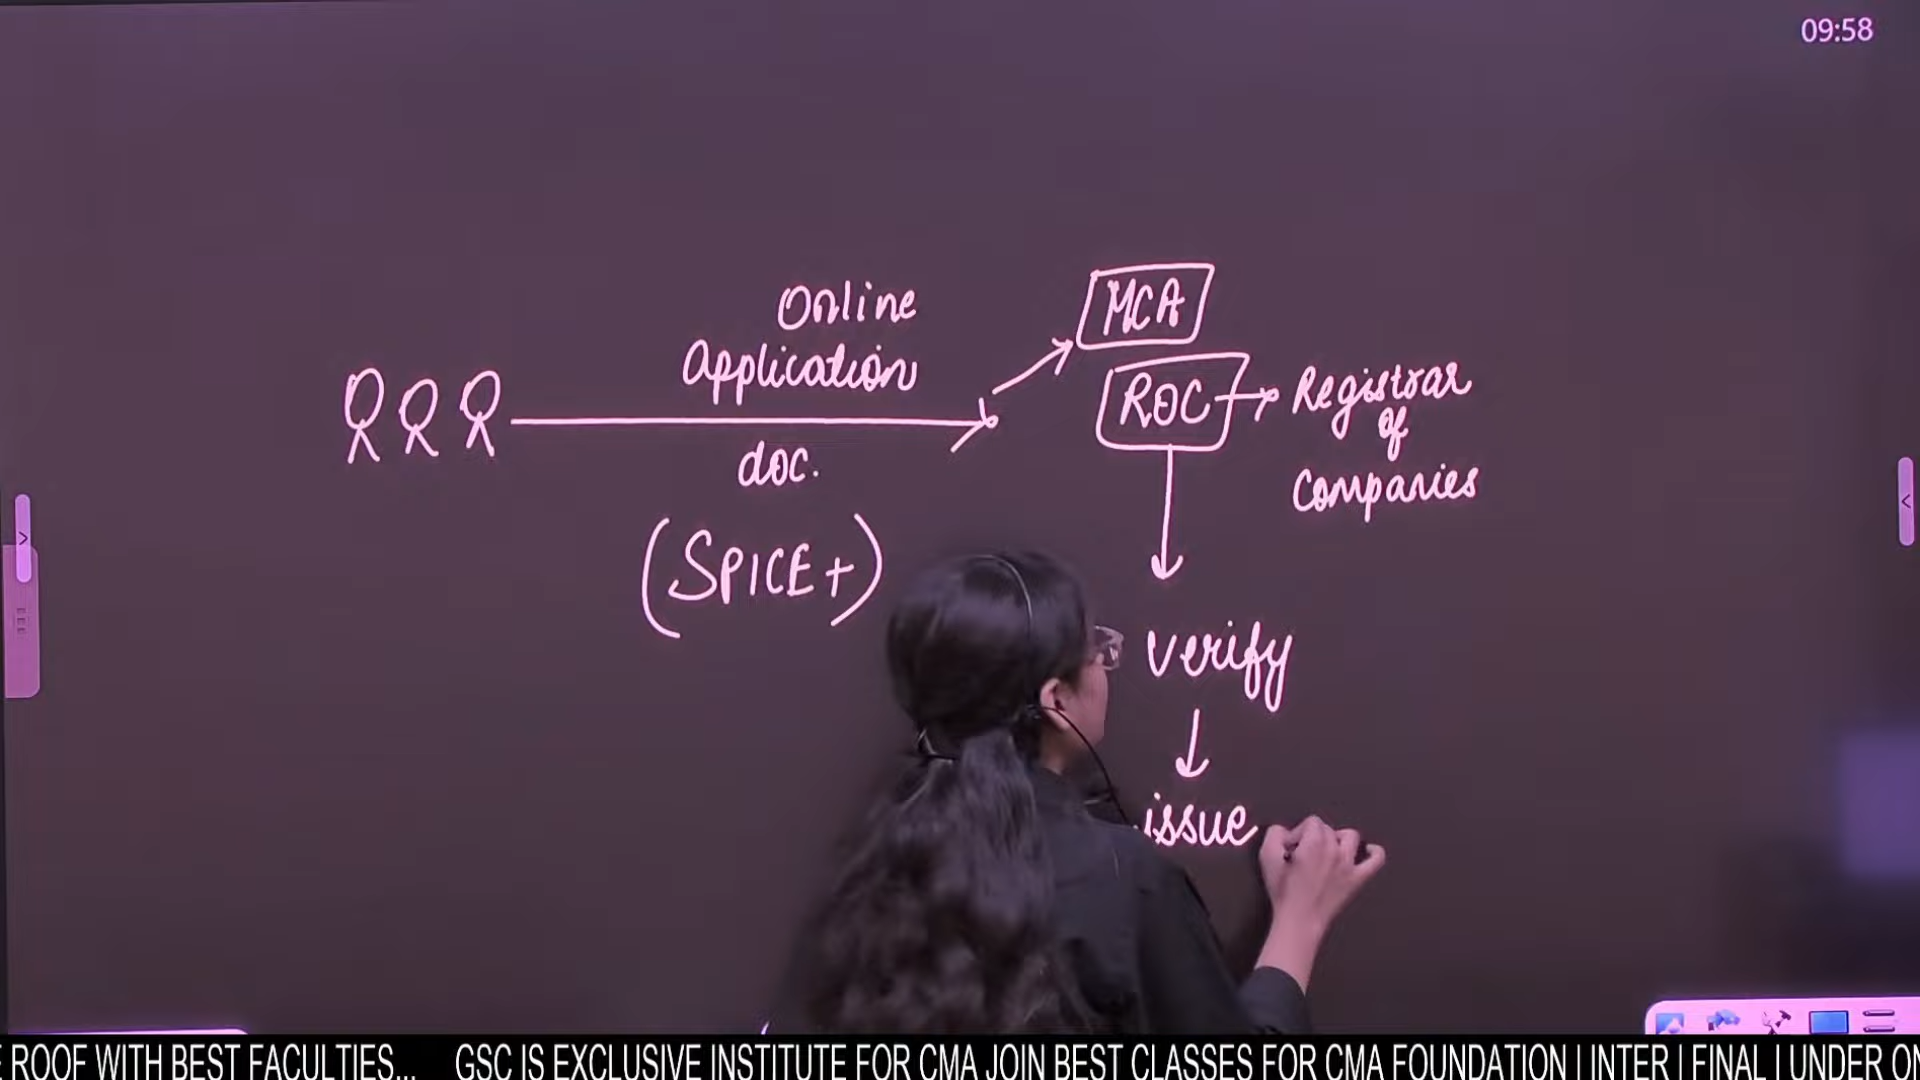 09:58
Online
Application
doc.
(SPICE+)
MCA
ROC
Registrar
of
Companies
verify
issue
E ROOF WITH BEST FACULTIES... GSC IS EXCLUSIVE INSTITUTE FOR CMA JOIN BEST CLASSES FOR CMA FOUNDATION | INTER | FINAL | UNDER ON